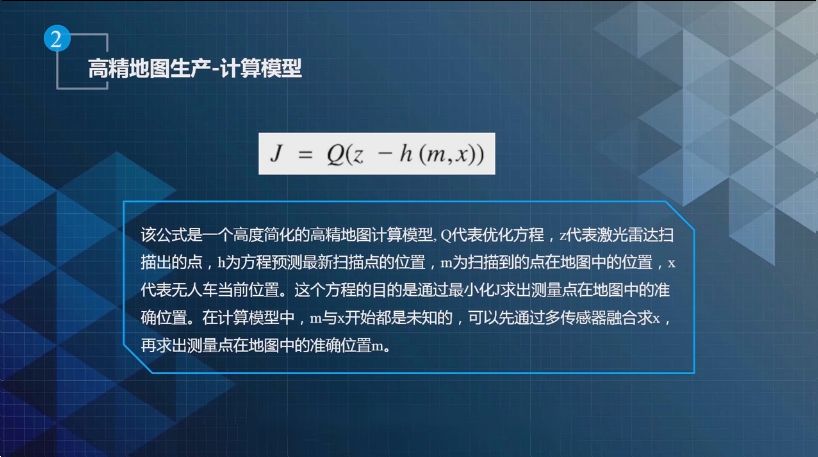 2
高精地图生产-计算模型
J = Q(z - h (m,x))
该公式是一个高度简化的高精地图计算模型, Q代表优化方程，z代表激光雷达扫
描出的点，h为方程预测最新扫描点的位置，m为扫描到的点在地图中的位置，x
代表无人车当前位置。这个方程的目的是通过最小化J求出测量点在地图中的准
确位置。在计算模型中，m与x开始都是未知的，可以先通过多传感器融合求x，
再求出测量点在地图中的准确位置m。